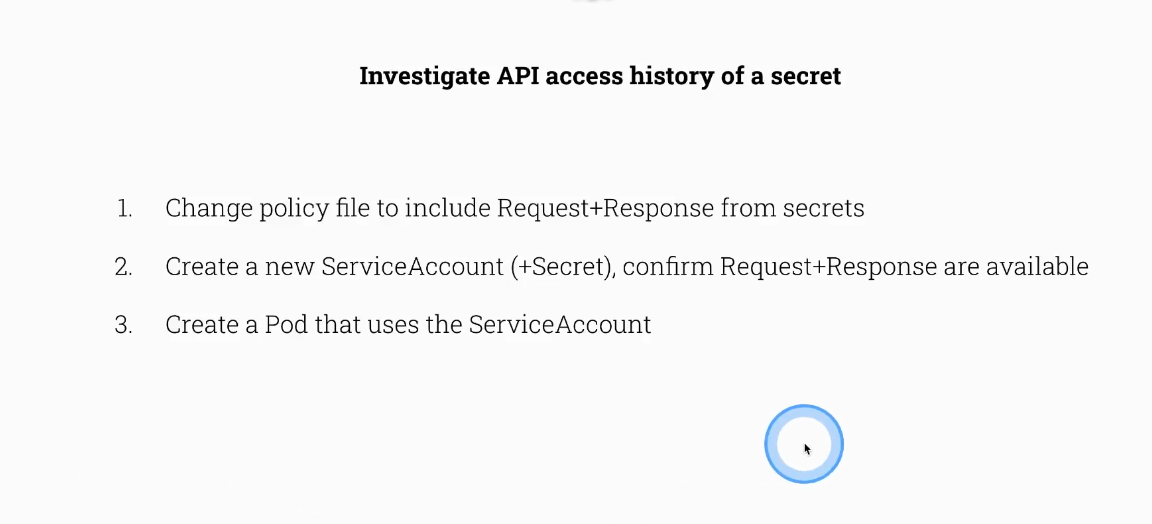 Investigate API access history of a secret
1. Change policy file to include Request+Response from secrets
2. Create a new ServiceAccount (+Secret), confirm Request+Response are available
3. Create a Pod that uses the ServiceAccount